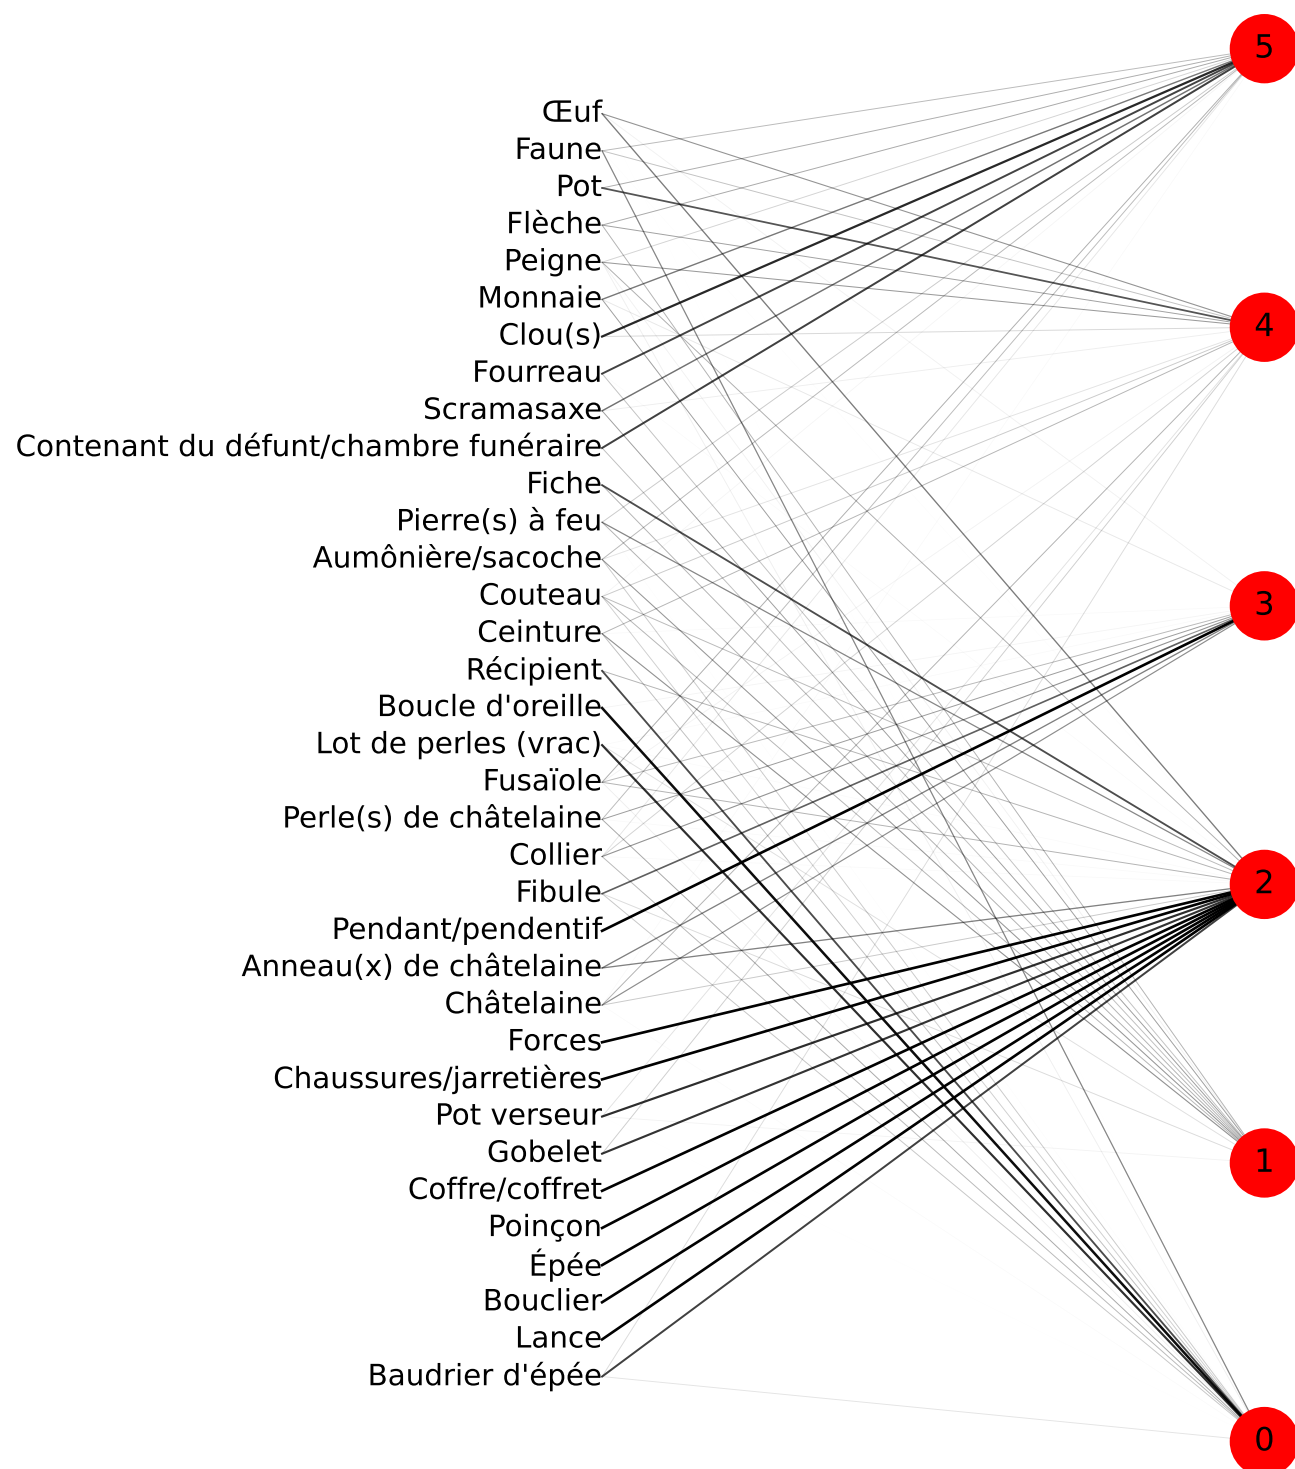 5
Œuf
Faune
Pot
Flèche
Peigne
Monnaie
4
Clou(s)
Fourreau
Scramasaxe
Contenant du défunt/chambre funéraire
Fiche
Pierre(s) à feu
Aumônière/sacoche
Couteau
3
Ceinture
Récipient
Boucle d'oreille
Lot de perles (vrac)
Fusaïole
Perle(s) de châtelaine
Collier
2
Fibule
Pendant/pendentif
Anneau(x) de châtelaine
Châtelaine
Forces
Chaussures/jarretières
Pot verseur
Gobelet
1
Coffre/coffret
Poinçon
Épée
Bouclier
Lance
Baudrier d'épée
0